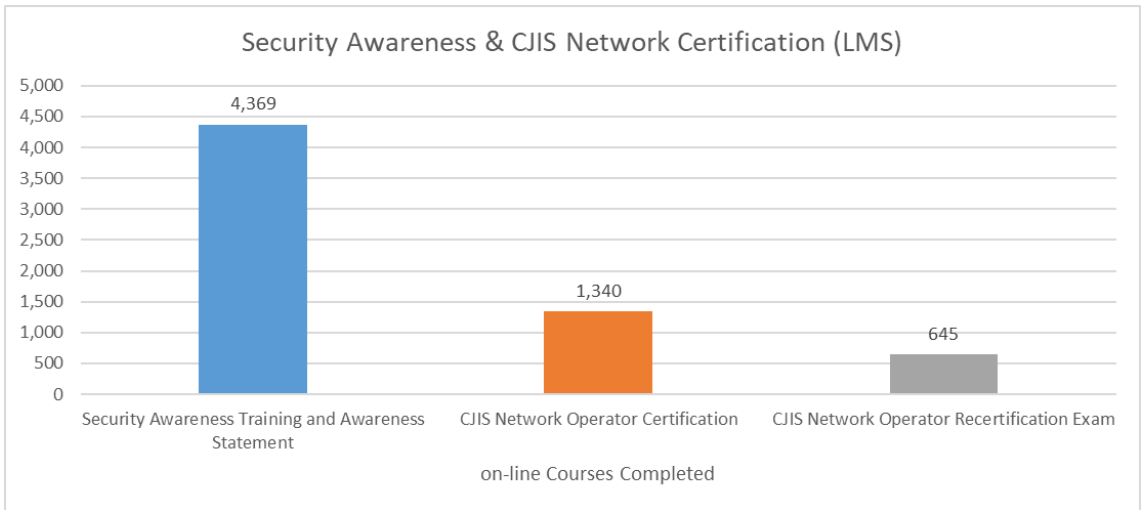 Security Awareness & CJIS Network Certification (LMS)
5,000
4,500
4,000
3,500
3,000
2,500
2,000
1,500
1,000
500
0
4,369
1,340
645
Security Awareness Training and Awareness
Statement
CJIS Network Operator Certification
CJIS Network Operator Recertification Exam
on-line Courses Completed